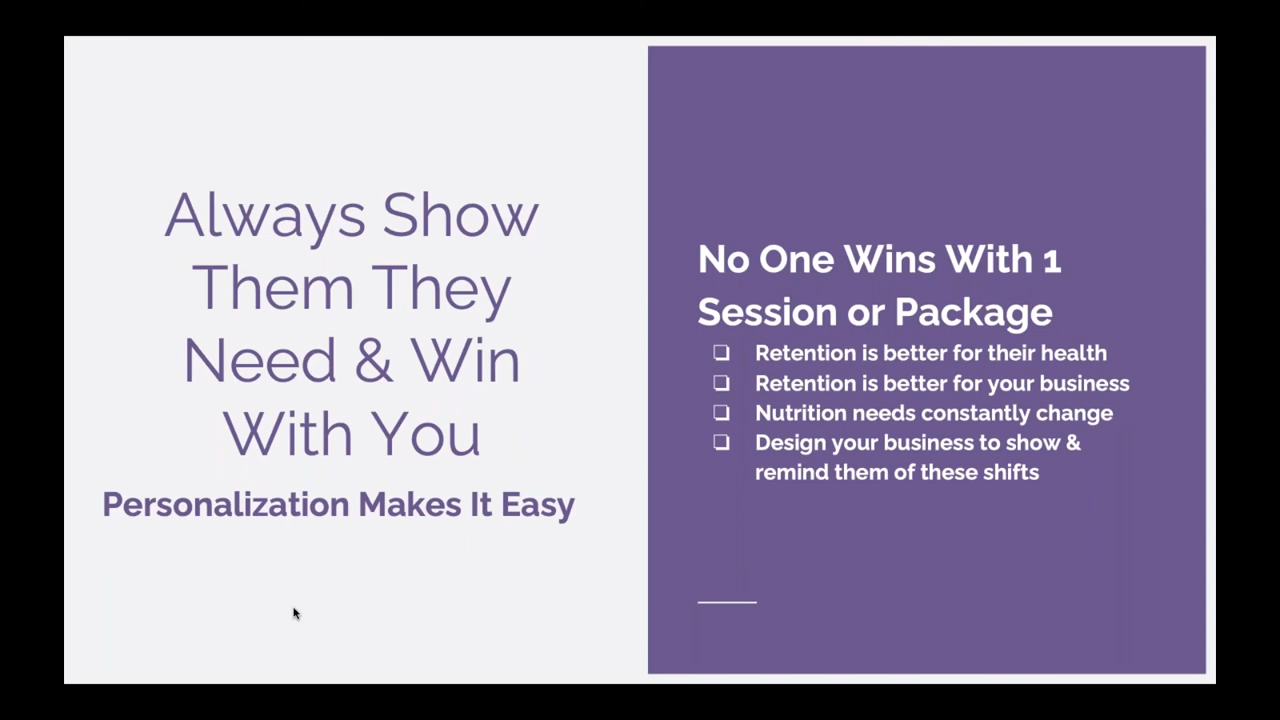 Always Show
Them They
Need & Win
With You
Personalization Makes It Easy
No One Wins With 1
Session or Package
❏ Retention is better for their health
❏ Retention is better for your business
❏ Nutrition needs constantly change
❏ Design your business to show &
remind them of these shifts